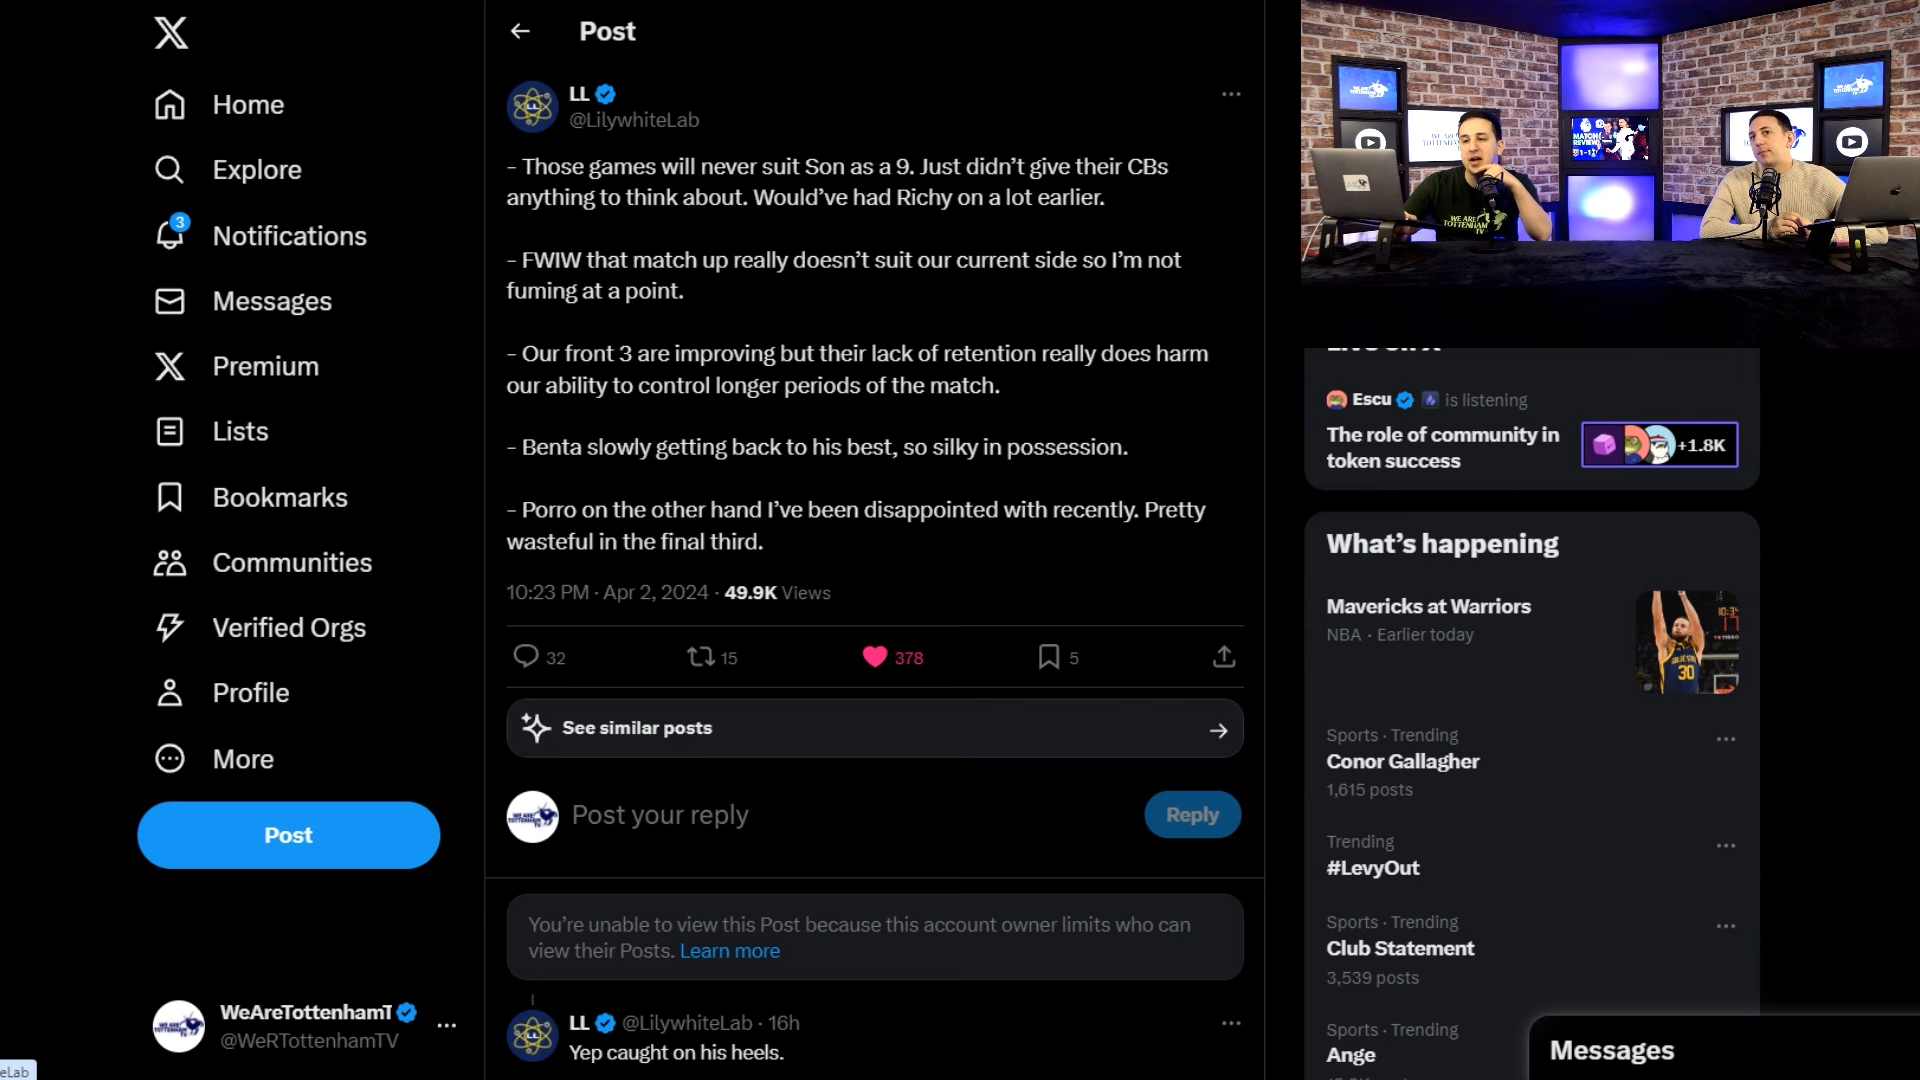 Post
LL
@LilywhiteLab
- Those games will never suit Son as a 9. Just didn’t give their CBs
anything to think about. Would’ve had Richy on a lot earlier.
- FWIW that match up really doesn’t suit our current side so I’m not
fuming at a point.
- Our front 3 are improving but their lack of retention really does harm
our ability to control longer periods of the match.
- Benta slowly getting back to his best, so silky in possession.
- Porro on the other hand I’ve been disappointed with recently. Pretty
wasteful in the final third.
10:23 PM · Apr 2, 2024 · 49.9K Views
32
15
378
5
See similar posts
Post your reply
Reply
You’re unable to view this Post because this account owner limits who can
view their Posts. Learn more
LL @LilywhiteLab · 16h
Yep caught on his heels.
Home
Explore
3
Notifications
Messages
Premium
Lists
Bookmarks
Communities
Verified Orgs
Profile
More
Post
WeAreTottenhamT
@WeRTottenhamTV
eLab
MATCH
REVIEW
1-1
WE ARE
TOTTENHAM
TV
Escu is listening
The role of community in
token success
+1.8K
What’s happening
Mavericks at Warriors
NBA · Earlier today
30
Sports · Trending
Conor Gallagher
1,615 posts
Trending
#LevyOut
Sports · Trending
Club Statement
3,539 posts
Sports · Trending
Ange
Messages